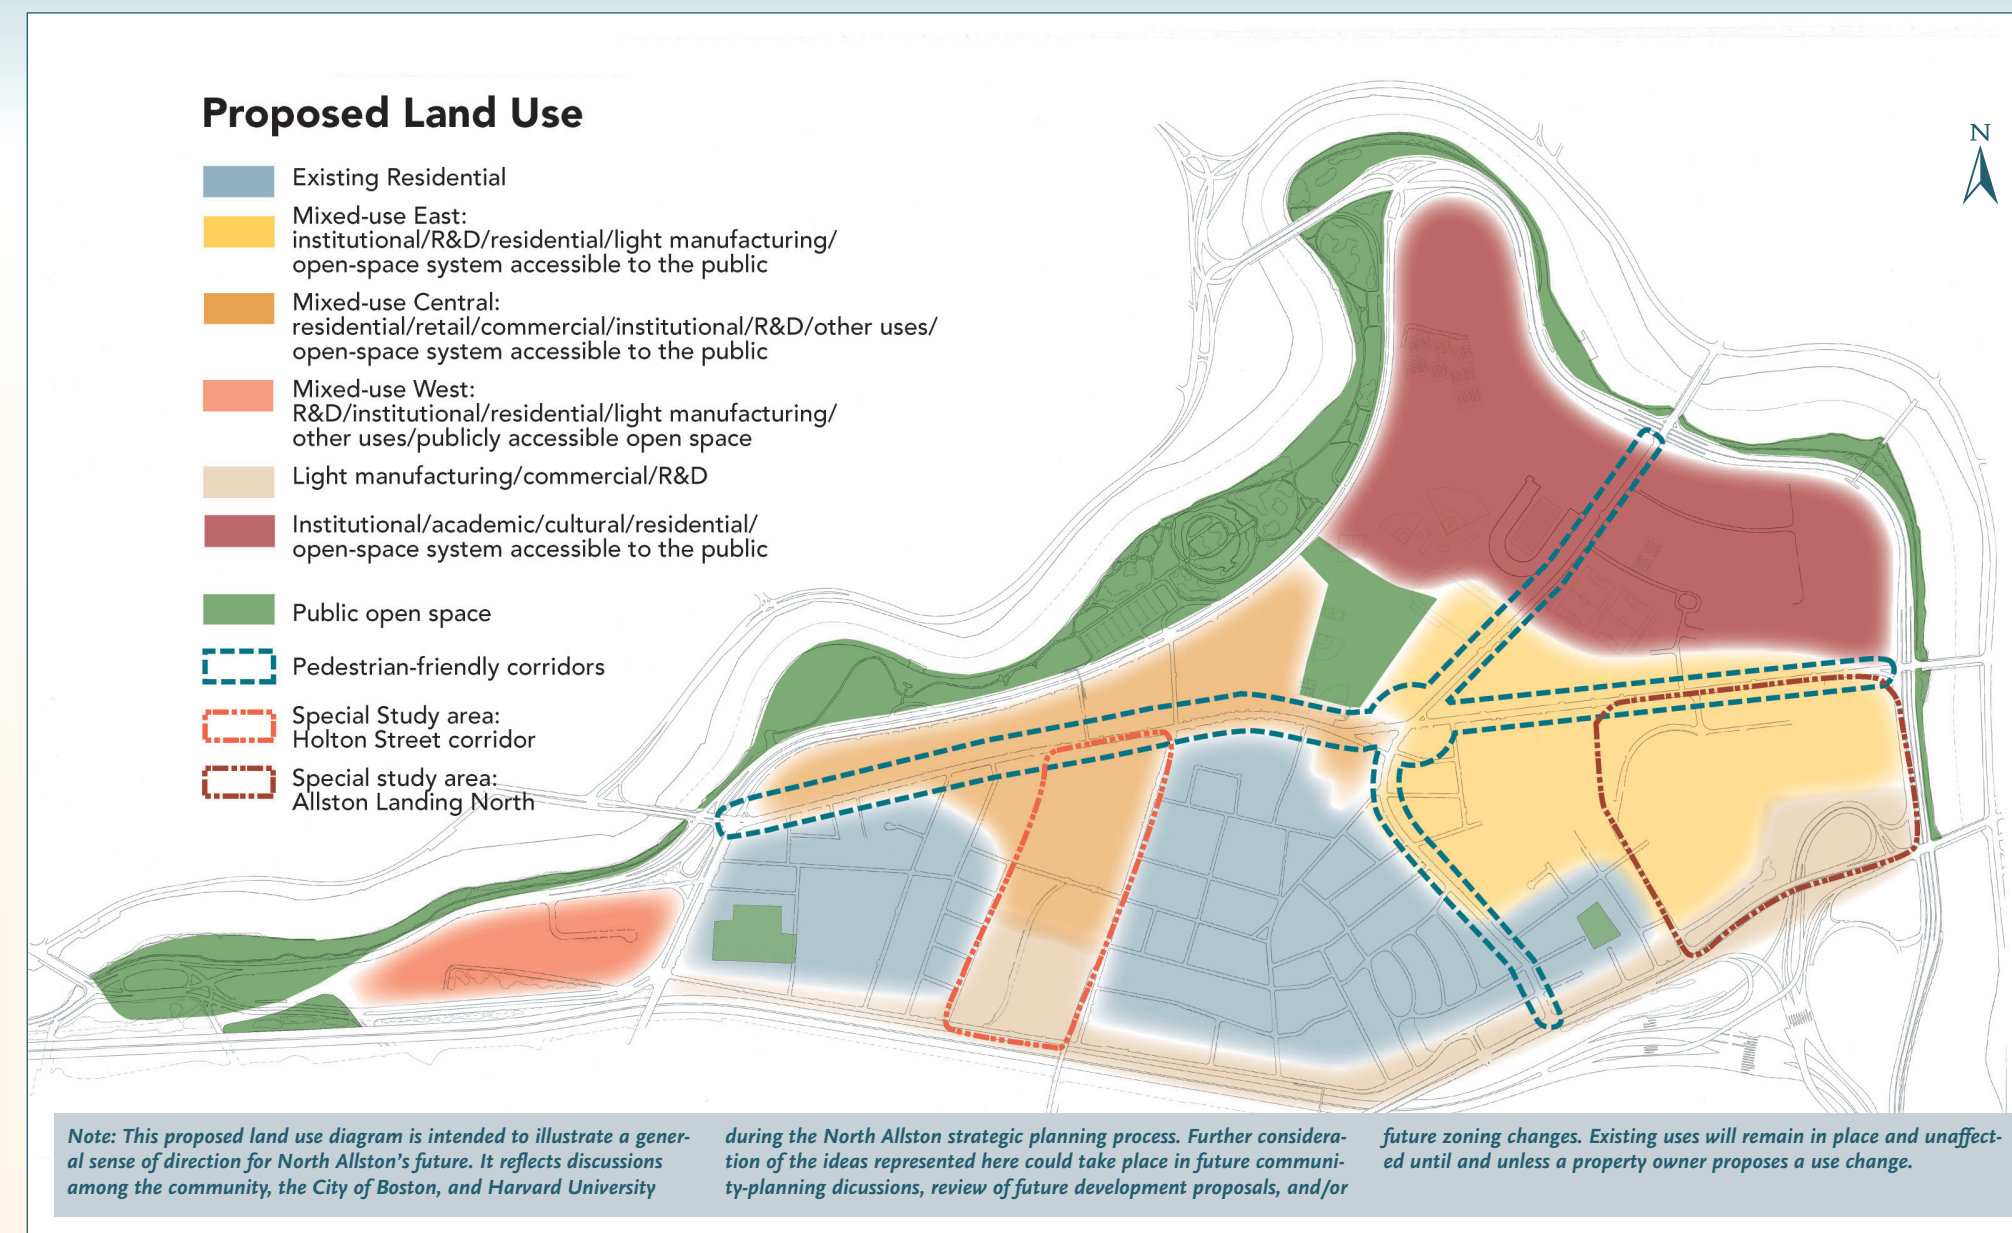 Proposed Land Use
N
Existing Residential
Mixed-use East:
institutional/R&D/residential/light manufacturing/
open-space system accessible to the public
Mixed-use Central:
residential/retail/commercial/institutional/R&D/other uses/
open-space system accessible to the public
Mixed-use West:
R&D/institutional/residential/light manufacturing/
other uses/publicly accessible open space
Light manufacturing/commercial/R&D
Institutional/academic/cultural/residential/
open-space system accessible to the public
Public open space
Pedestrian-friendly corridors
Special Study area:
Holton Street corridor
Special study area:
Allston Landing North
Note: This proposed land use diagram is intended to illustrate a gener-
al sense of direction for North Allston's future. It reflects discussions
among the community, the City of Boston, and Harvard University
during the North Allston strategic planning process. Further considera-
tion of the ideas represented here could take place in future communi-
ty-planning dicussions, review of future development proposals, and/or
future zoning changes. Existing uses will remain in place and unaffect-
ed until and unless a property owner proposes a use change.